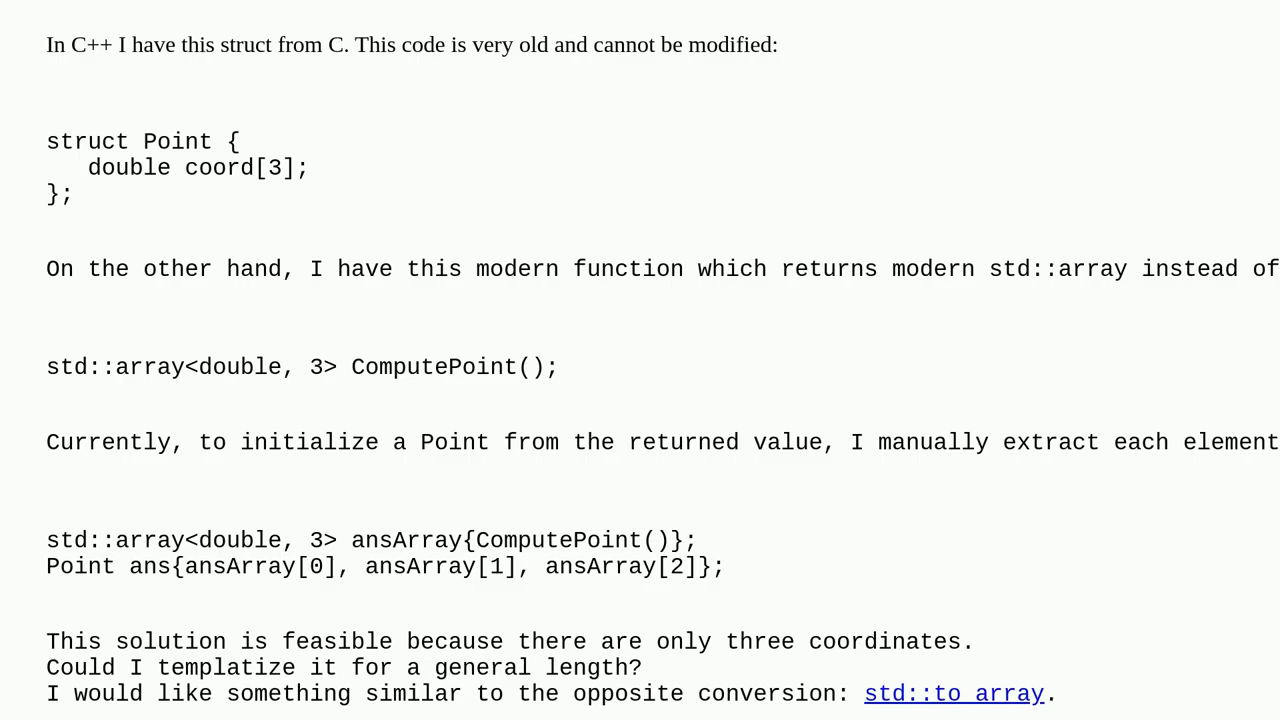 In C++ I have this struct from C. This code is very old and cannot be modified:
struct Point {
   double coord[3];
};
On the other hand, I have this modern function which returns modern std::array instead of
std::array<double, 3> ComputePoint();
Currently, to initialize a Point from the returned value, I manually extract each element
std::array<double, 3> ansArray{ComputePoint()};
Point ans{ansArray[0], ansArray[1], ansArray[2]};
This solution is feasible because there are only three coordinates.
Could I templatize it for a general length?
I would like something similar to the opposite conversion: std::to_array.